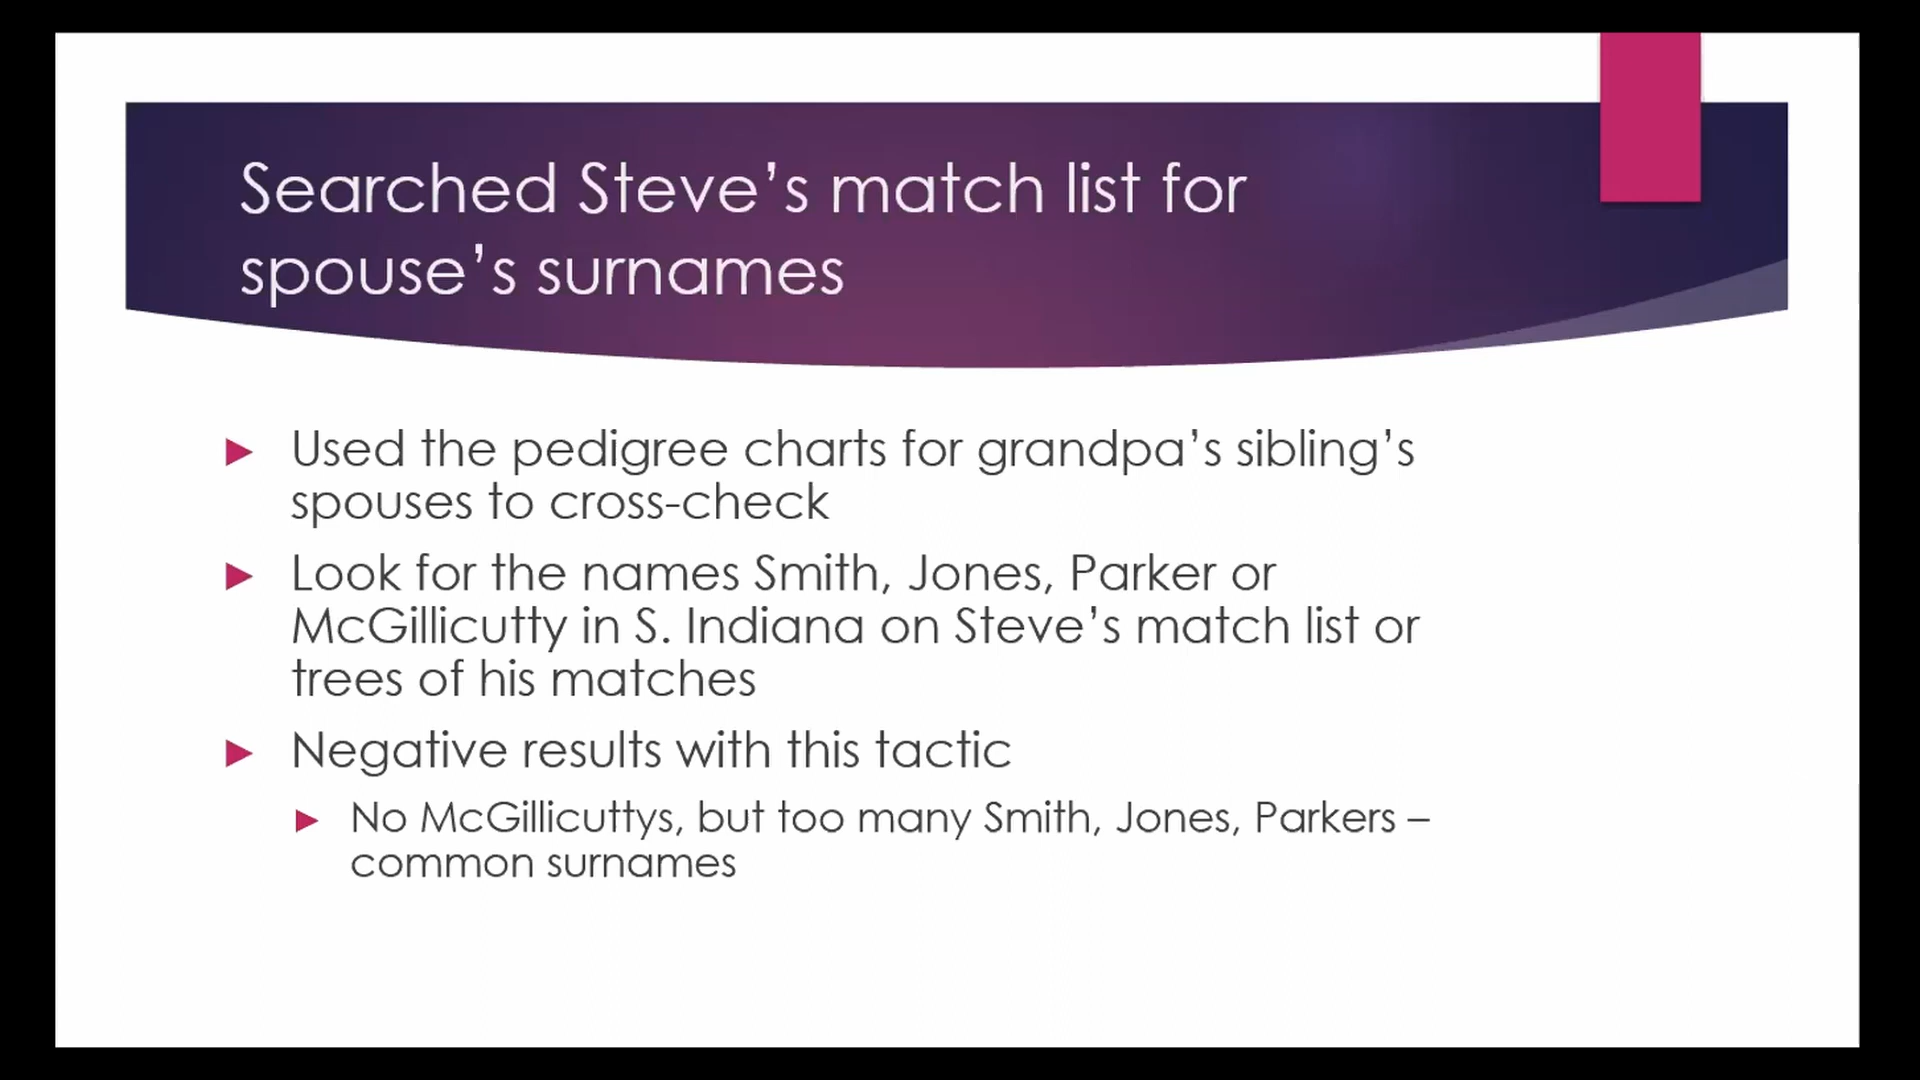 Searched Steve’s match list for
spouse’s surnames
Used the pedigree charts for grandpa’s sibling’s
spouses to cross-check
Look for the names Smith, Jones, Parker or
McGillicutty in S. Indiana on Steve’s match list or
trees of his matches
Negative results with this tactic
No McGillicuttys, but too many Smith, Jones, Parkers –
common surnames